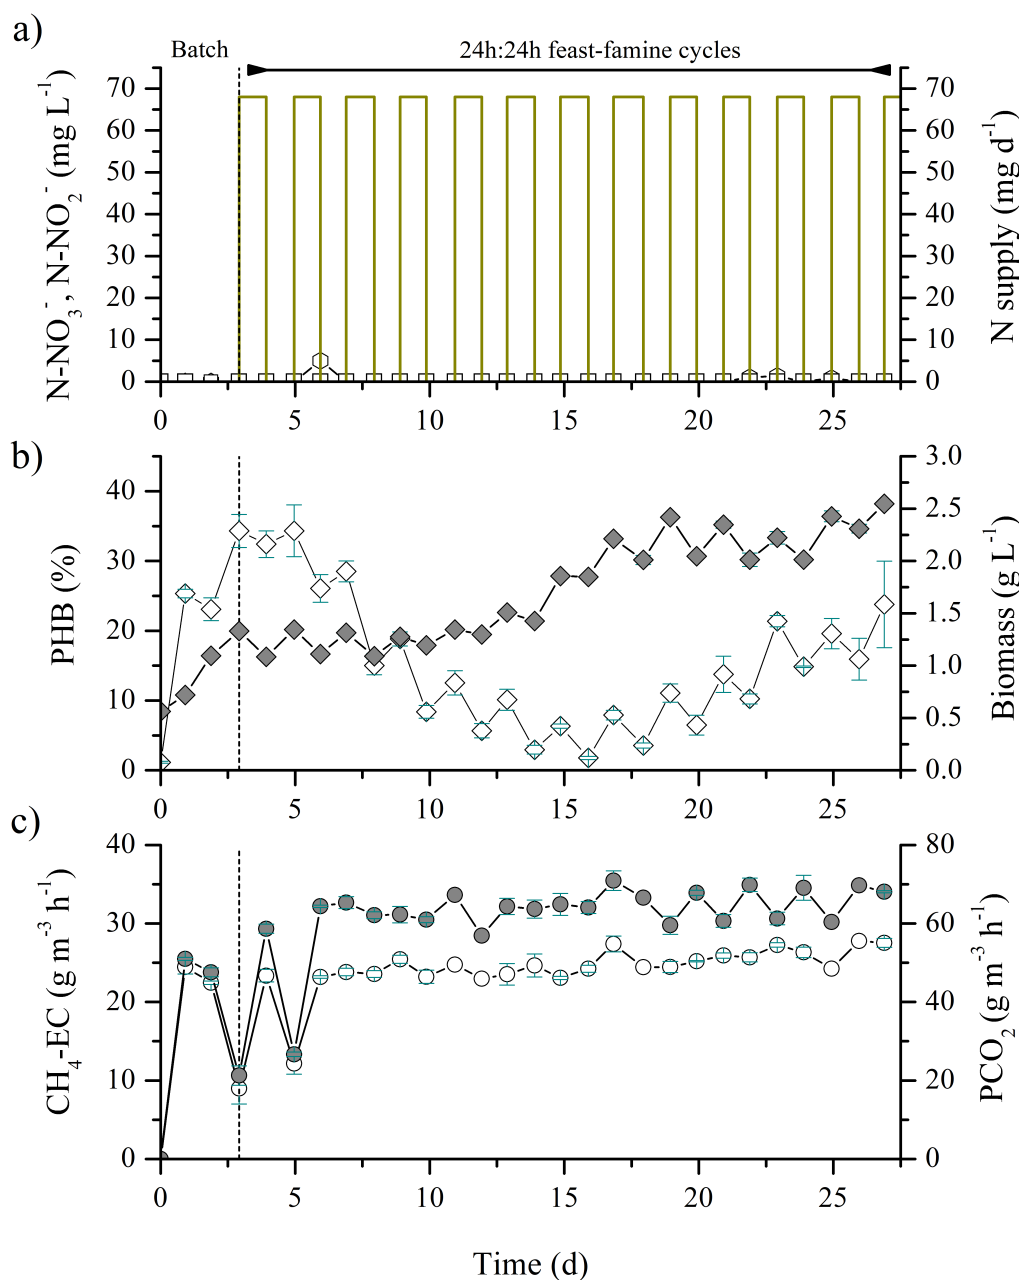 a)
Batch
24h:24h feast-famine cycles
N-NO₃⁻, N-NO₂⁻ (mg L⁻¹)
70
60
50
40
30
20
10
0
70
60
50
40
30
20
10
0
N supply (mg d⁻¹)
0 5 10 15 20 25
b)
PHB (%)
40
30
20
10
0
3.0
2.5
2.0
1.5
1.0
0.5
0.0
Biomass (g L⁻¹)
0 5 10 15 20 25
c)
CH₄-EC (g m⁻³ h⁻¹)
40
30
20
10
0
80
60
40
20
0
PCO₂ (g m⁻³ h⁻¹)
0 5 10 15 20 25
Time (d)